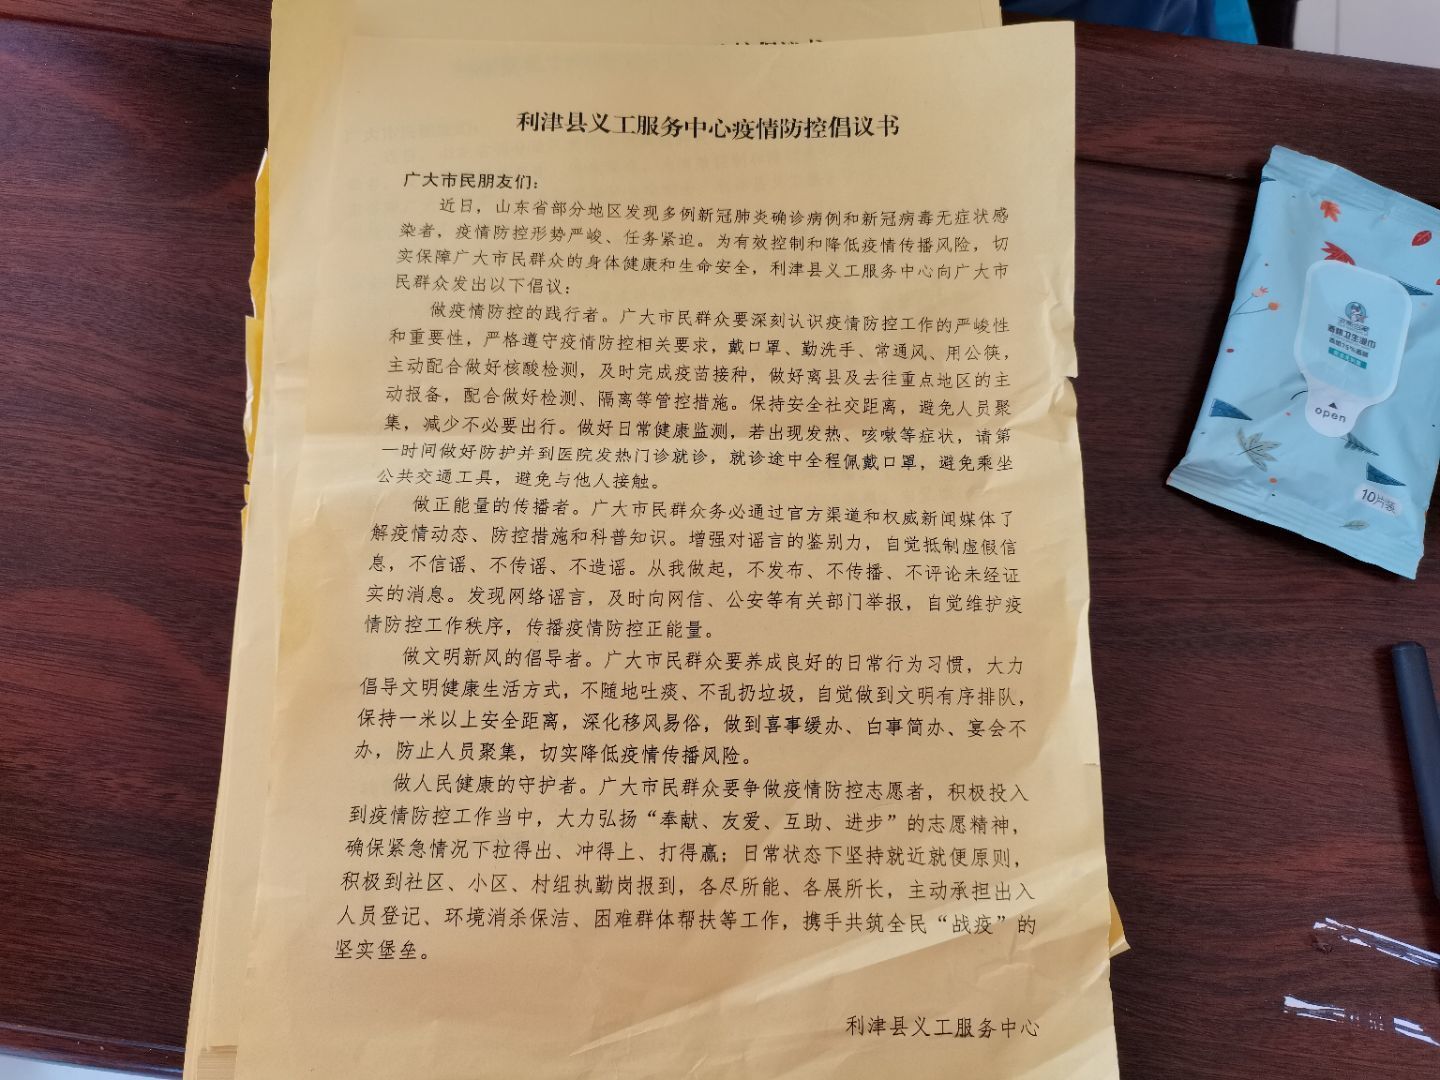 利津县义工服务中心疫情防控倡议书
广大市民朋友们：
近日，山东省部分地区发现多例新冠肺炎确诊病例和新冠病毒无症状感
染者，疫情防控形势严峻、任务紧迫。为有效控制和降低疫情传播风险，切
实保障广大市民群众的身体健康和生命安全，利津县义工服务中心向广大市
民群众发出以下倡议：
做疫情防控的践行者。广大市民群众要深刻认识疫情防控工作的严峻性
和重要性，严格遵守疫情防控相关要求，戴口罩、勤洗手、常通风、用公筷，
主动配合做好核酸检测，及时完成疫苗接种，做好离县及去往重点地区的主
动报备，配合做好检测、隔离等管控措施。保持安全社交距离，避免人员聚
集，减少不必要出行。做好日常健康监测，若出现发热、咳嗽等症状，请第
一时间做好防护并到医院发热门诊就诊，就诊途中全程佩戴口罩，避免乘坐
公共交通工具，避免与他人接触。
做正能量的传播者。广大市民群众务必通过官方渠道和权威新闻媒体了
解疫情动态、防控措施和科普知识。增强对谣言的鉴别力，自觉抵制虚假信
息，不信谣、不传谣、不造谣。从我做起，不发布、不传播、不评论未经证
实的消息。发现网络谣言，及时向网信、公安等有关部门举报，自觉维护疫
情防控工作秩序，传播疫情防控正能量。
做文明新风的倡导者。广大市民群众要养成良好的日常行为习惯，大力
倡导文明健康生活方式，不随地吐痰、不乱扔垃圾，自觉做到文明有序排队，
保持一米以上安全距离，深化移风易俗，做到喜事缓办、白事简办、宴会不
办，防止人员聚集，切实降低疫情传播风险。
做人民健康的守护者。广大市民群众要争做疫情防控志愿者，积极投入
到疫情防控工作当中，大力弘扬“奉献、友爱、互助、进步”的志愿精神，
确保紧急情况下拉得出、冲得上、打得赢；日常状态下坚持就近就便原则，
积极到社区、小区、村组执勤岗报到，各尽所能、各展所长，主动承担出入
人员登记、环境消杀保洁、困难群体帮扶等工作，携手共筑全民“战疫”的
坚实堡垒。
利津县义工服务中心
酒精卫生湿巾
open
10片装